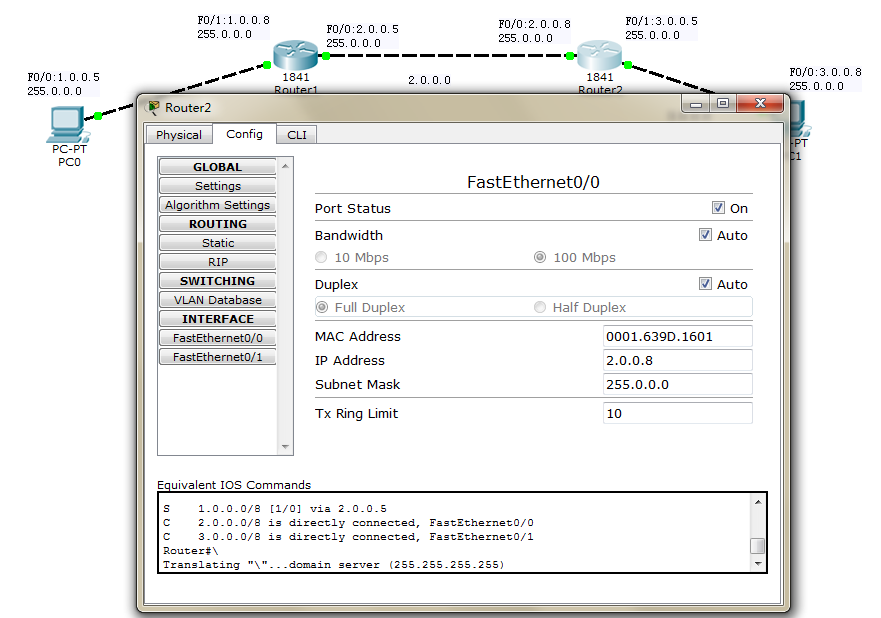 F0/1:1.0.0.8
255.0.0.0
F0/0:2.0.0.5
255.0.0.0
F0/0:2.0.0.8
255.0.0.0
F0/1:3.0.0.5
255.0.0.0
F0/0:1.0.0.5
255.0.0.0
F0/0:3.0.0.8
255.0.0.0
1841
Router1
2.0.0.0
1841
Router2
PC-PT
PC0
-PT
C1
Router2
Physical
Config
CLI
GLOBAL
Settings
Algorithm Settings
ROUTING
Static
RIP
SWITCHING
VLAN Database
INTERFACE
FastEthernet0/0
FastEthernet0/1
FastEthernet0/0
Port Status On
Bandwidth Auto
10 Mbps 100 Mbps
Duplex Auto
Full Duplex Half Duplex
MAC Address 0001.639D.1601
IP Address 2.0.0.8
Subnet Mask 255.0.0.0
Tx Ring Limit 10
Equivalent IOS Commands
S 1.0.0.0/8 [1/0] via 2.0.0.5
C 2.0.0.0/8 is directly connected, FastEthernet0/0
C 3.0.0.0/8 is directly connected, FastEthernet0/1
Router#\
Translating "\"...domain server (255.255.255.255)